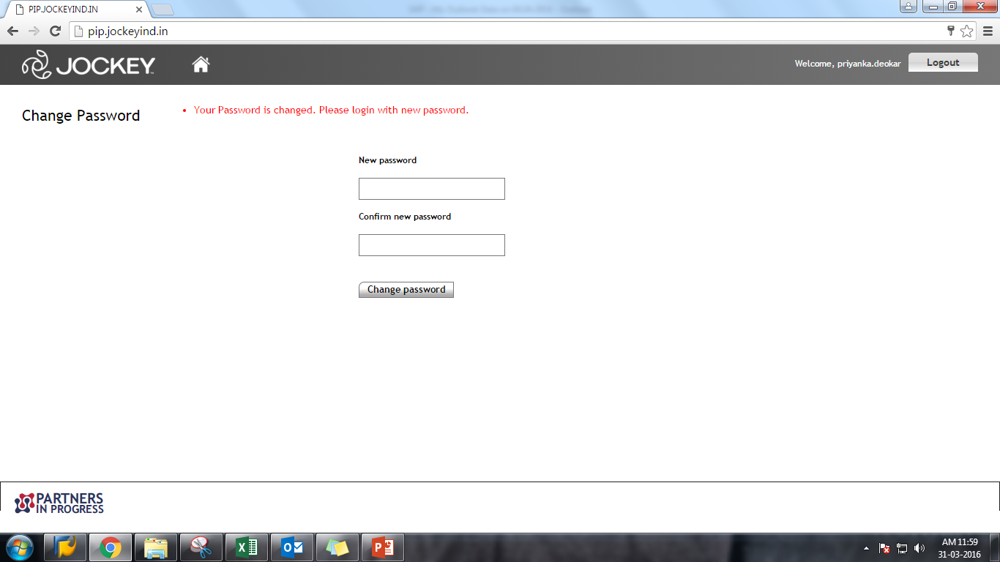 PIP.JOCKEYIND.IN
pip.jockeyind.in
JOCKEY
Welcome, priyanka.deokar
Logout
Change Password
Your Password is changed. Please login with new password.
New password
Confirm new password
Change password
PARTNERS
IN PROGRESS
AM 11:59
31-03-2016